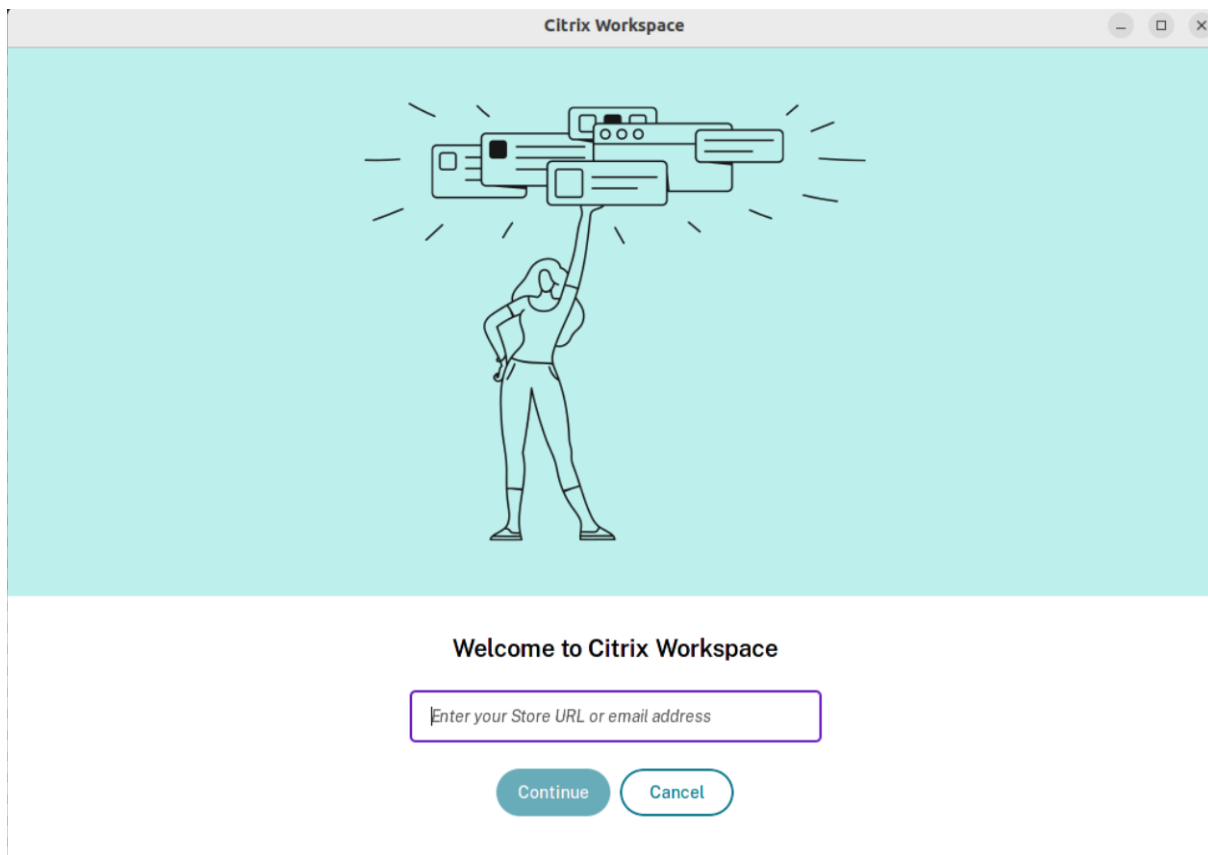 Citrix Workspace
Welcome to Citrix Workspace
Enter your Store URL or email address
Continue
Cancel